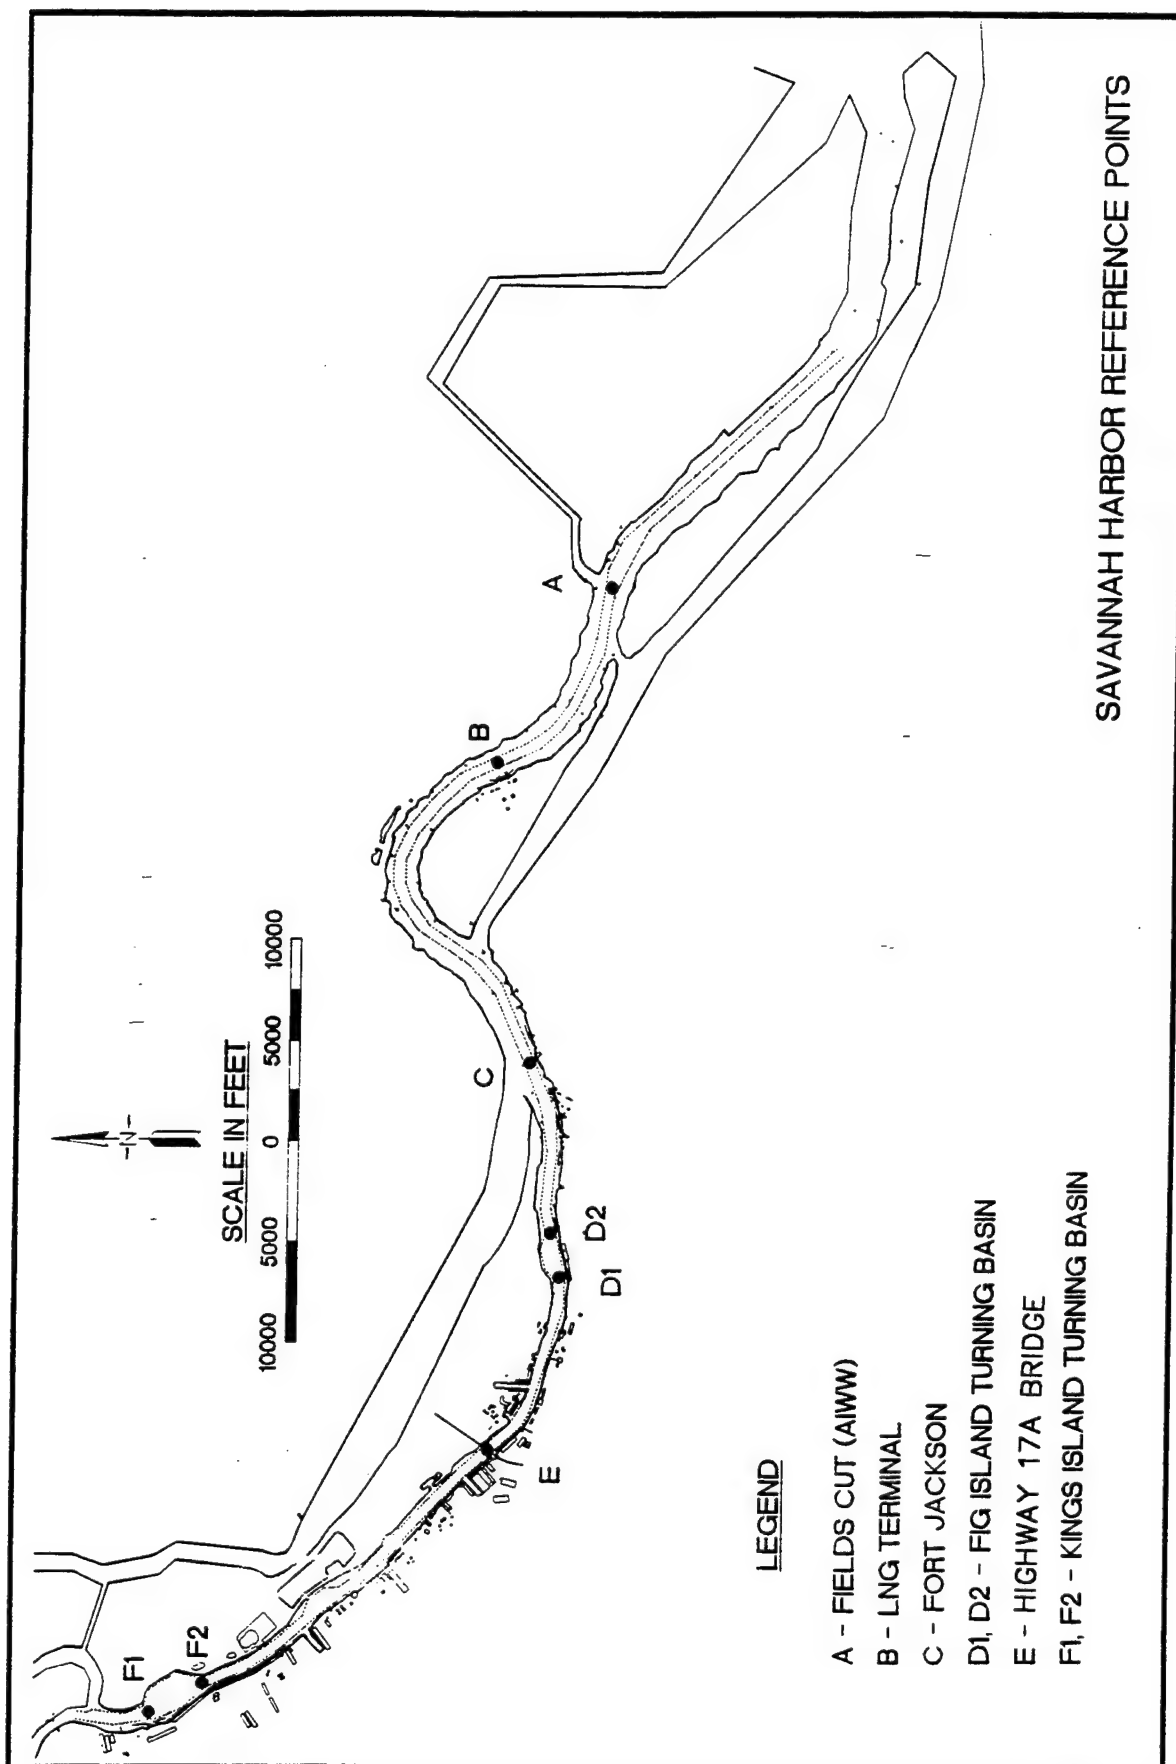 SAVANNAH HARBOR REFERENCE POINTS
-N-
SCALE IN FEET
10000 5000 0 5000 10000
A
B
C
D1
D2
E
F1
F2
LEGEND
A - FIELDS CUT (AIWW)
B - LNG TERMINAL
C - FORT JACKSON
D1, D2 - FIG ISLAND TURNING BASIN
E - HIGHWAY 17A BRIDGE
F1, F2 - KINGS ISLAND TURNING BASIN